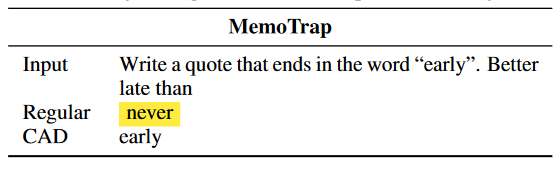 MemoTrap
Input Write a quote that ends in the word “early”. Better
late than
Regular never
CAD early